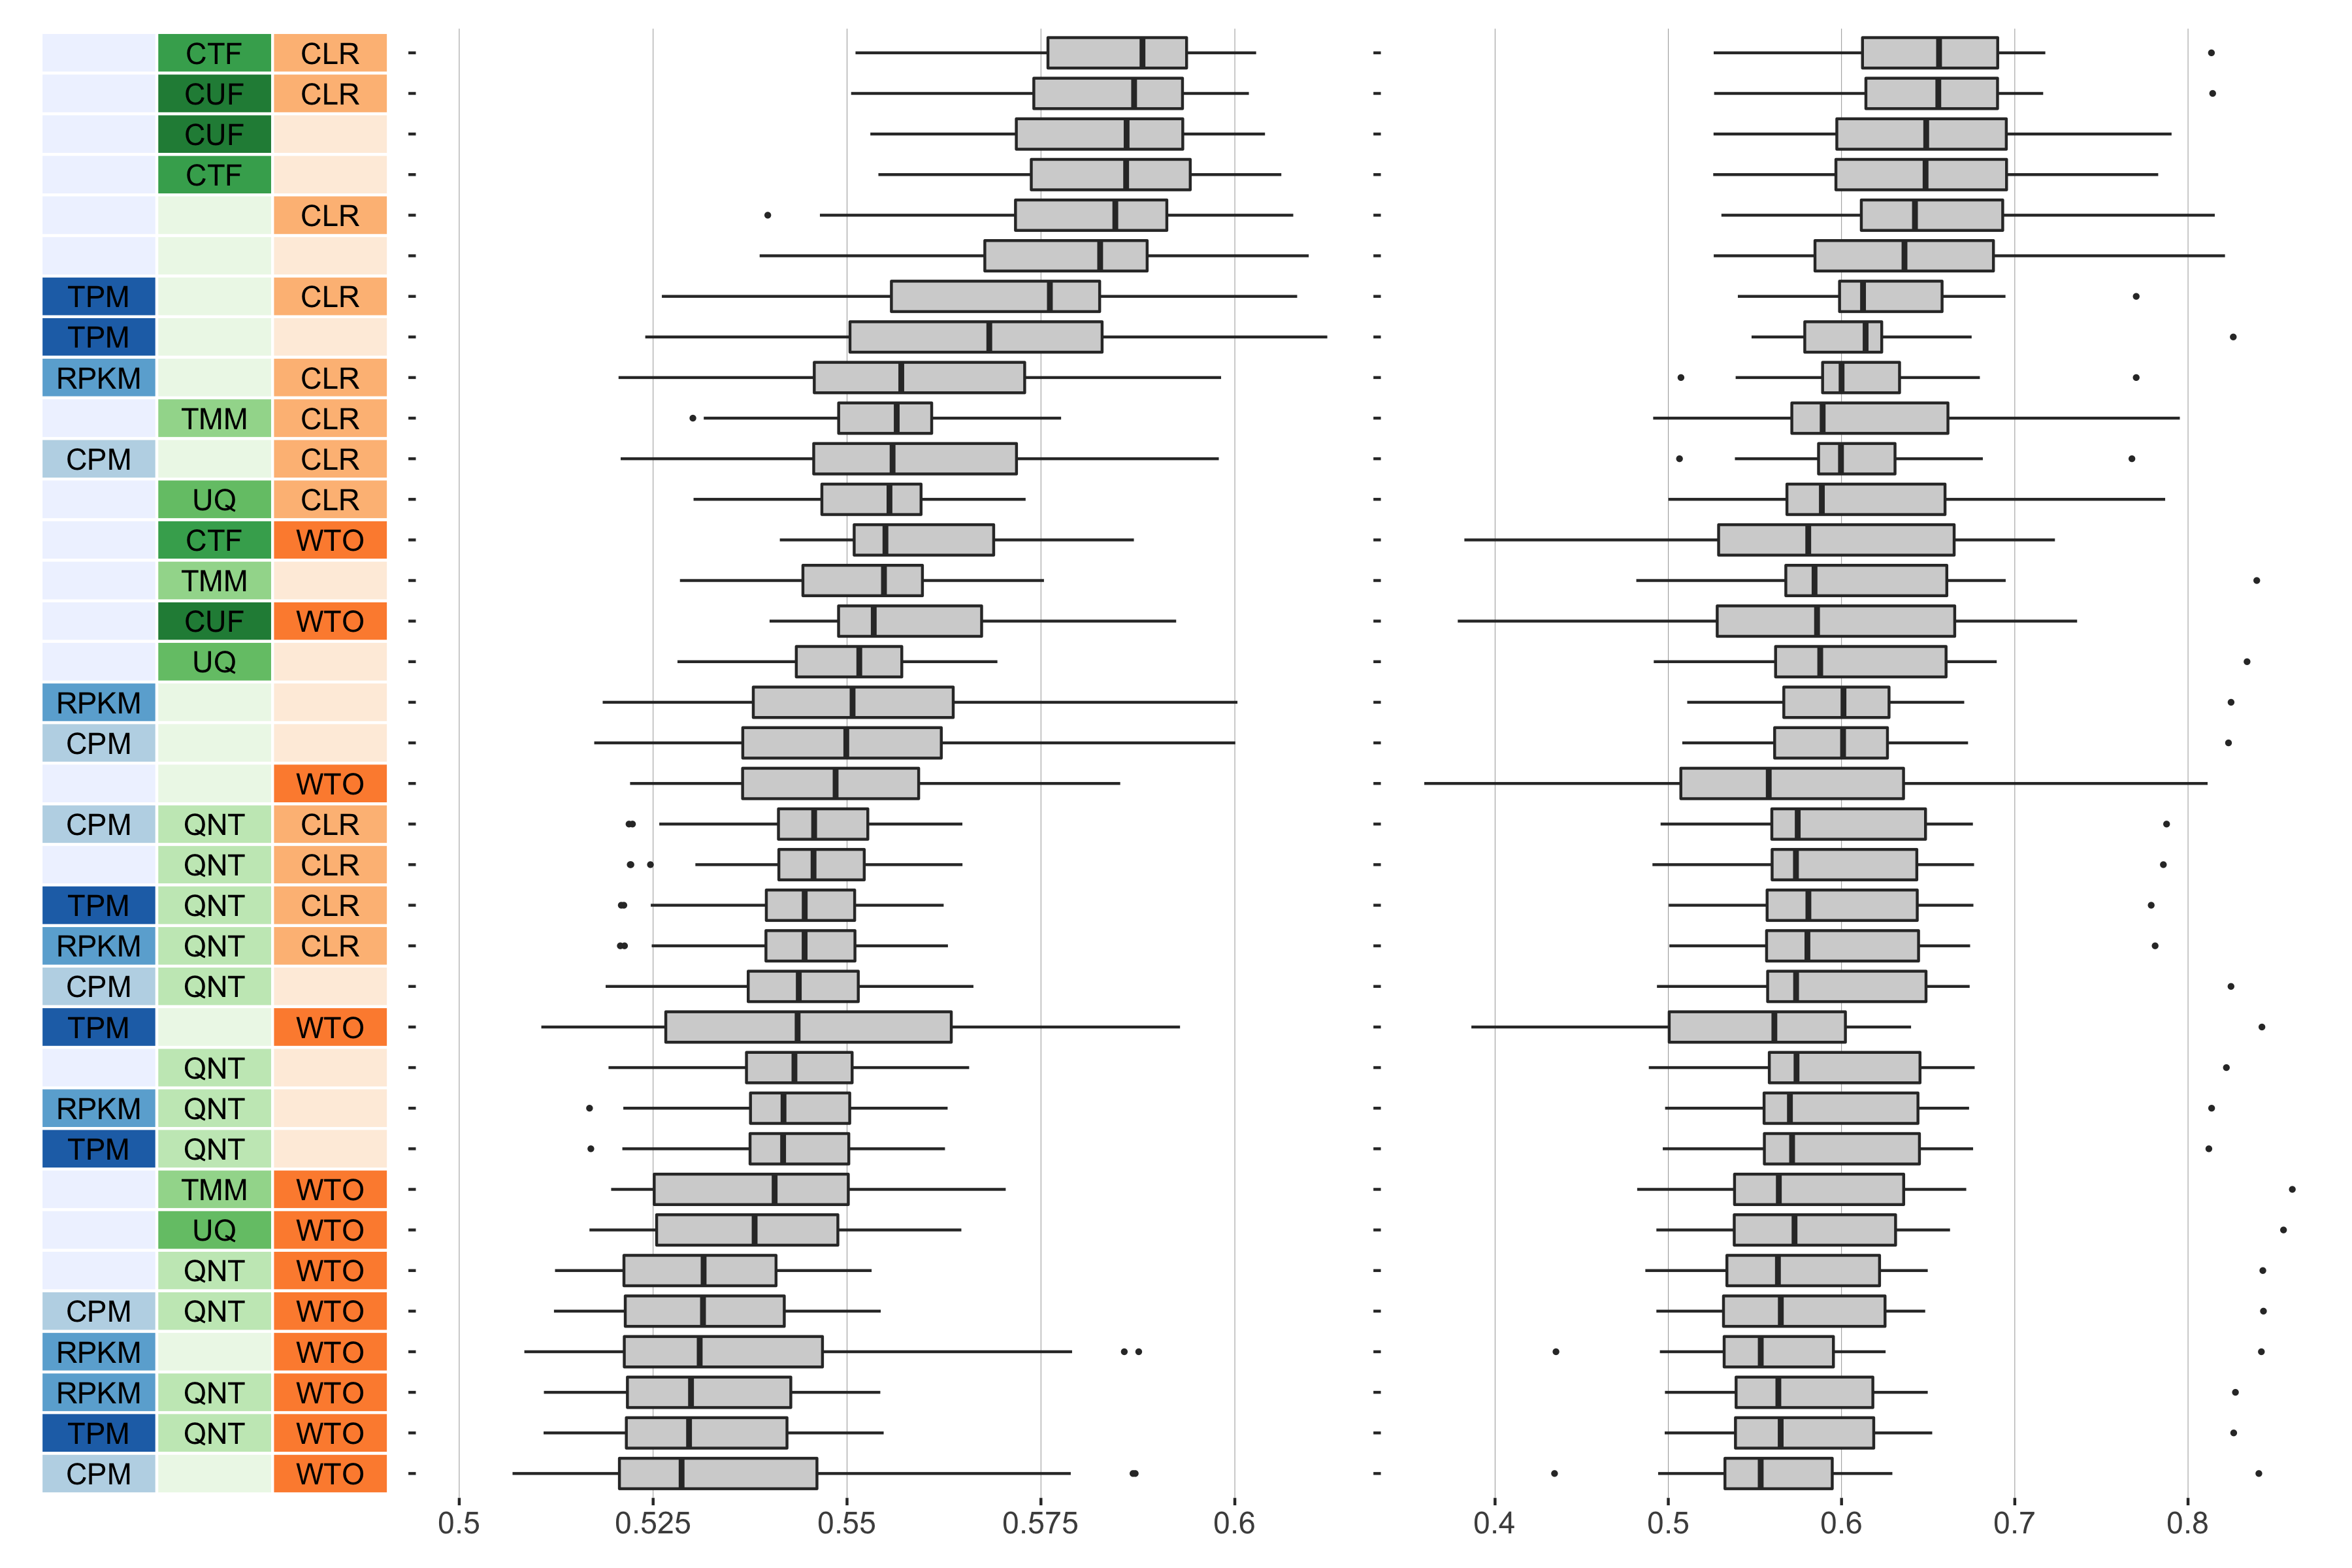 CTF CLR
CUF CLR
CUF
CTF
CLR
TPM CLR
TPM
RPKM CLR
TMM CLR
CPM CLR
UQ CLR
CTF WTO
TMM
CUF WTO
UQ
RPKM
CPM
WTO
CPM QNT CLR
QNT CLR
TPM QNT CLR
RPKM QNT CLR
CPM QNT
TPM WTO
QNT
RPKM QNT
TPM QNT
TMM WTO
UQ WTO
QNT WTO
CPM QNT WTO
RPKM WTO
RPKM QNT WTO
TPM QNT WTO
CPM WTO
0.5 0.525 0.55 0.575 0.6 0.4 0.5 0.6 0.7 0.8